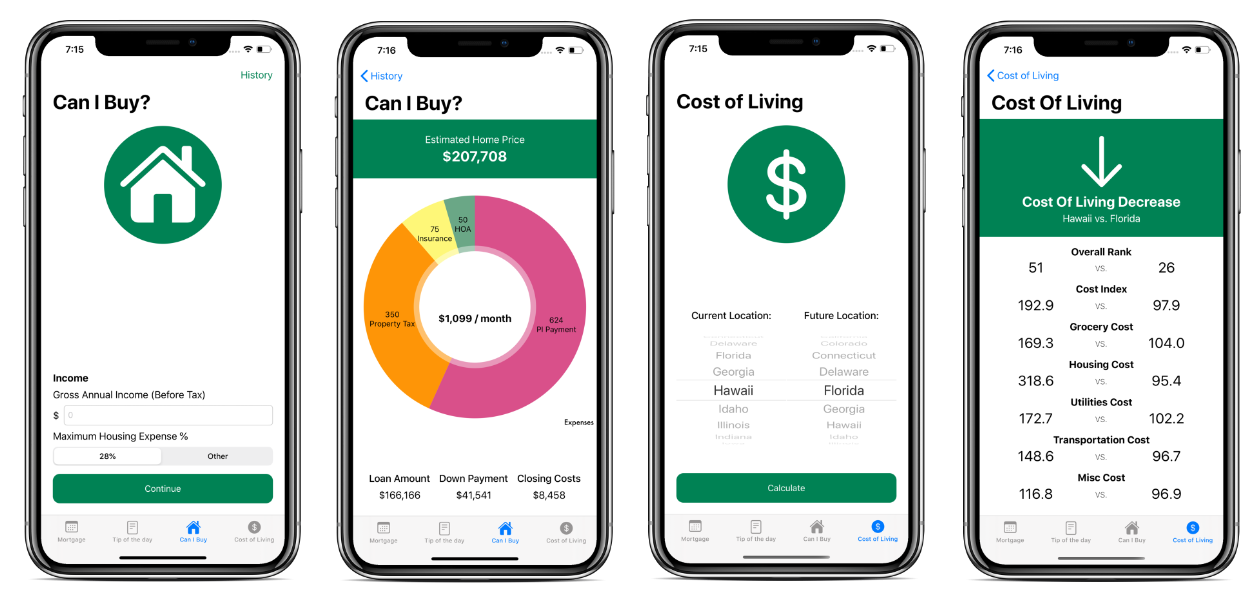 7:15
History
Can I Buy?
Income
Gross Annual Income (Before Tax)
$ 0
Maximum Housing Expense %
28% Other
Continue
Mortgage Tip of the day Can I Buy Cost of Living
7:16
History
Can I Buy?
Estimated Home Price
$207,708
50
HOA
75
Insurance
350
Property Tax
$1,099 / month
624
PI Payment
Expenses
Loan Amount Down Payment Closing Costs
$166,166 $41,541 $8,458
Mortgage Tip of the day Can I Buy Cost of Living
7:15
Cost of Living
$
Current Location: Future Location:
Delaware Colorado
Florida Connecticut
Georgia Delaware
Hawaii Florida
Idaho Georgia
Illinois Hawaii
Indiana Idaho
Calculate
Mortgage Tip of the day Can I Buy Cost of Living
7:16
Cost of Living
Cost Of Living
Cost Of Living Decrease
Hawaii vs. Florida
Overall Rank
51 vs. 26
Cost Index
192.9 vs. 97.9
Grocery Cost
169.3 vs. 104.0
Housing Cost
318.6 vs. 95.4
Utilities Cost
172.7 vs. 102.2
Transportation Cost
148.6 vs. 96.7
Misc Cost
116.8 vs. 96.9
Mortgage Tip of the day Can I Buy Cost of Living